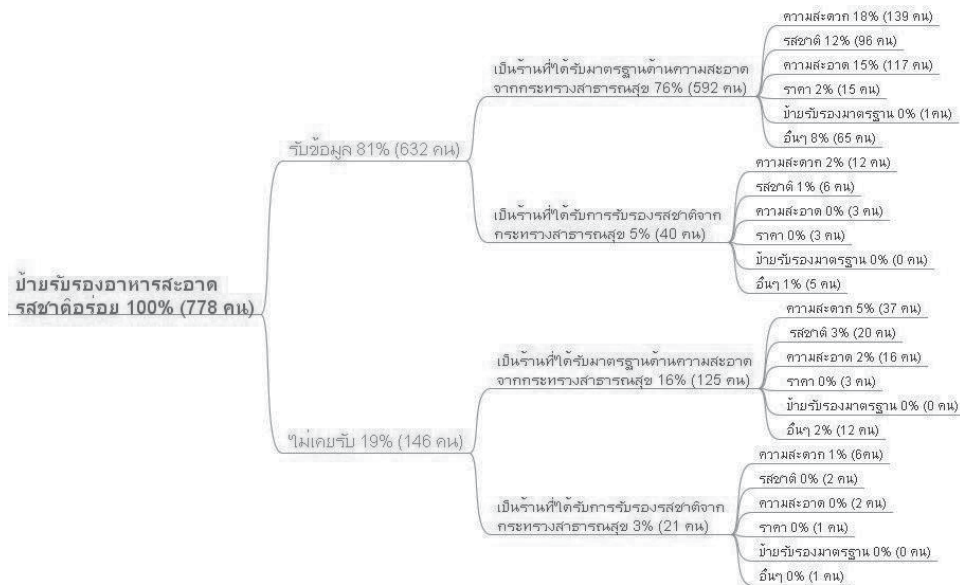 ป้ายรับรองอาหารสะอาด
รสชาติอร่อย 100% (778 คน)
รับข้อมูล 81% (632 คน)
เป็นร้านที่ได้รับมาตรฐานด้านความสะอาด
จากกระทรวงสาธารณสุข 76% (592 คน)
ความสะดวก 18% (139 คน)
รสชาติ 12% (96 คน)
ความสะอาด 15% (117 คน)
ราคา 2% (15 คน)
ป้ายรับรองมาตรฐาน 0% (1คน)
อื่นๆ 8% (65 คน)
เป็นร้านที่ได้รับการรับรองรสชาติจาก
กระทรวงสาธารณสุข 5% (40 คน)
ความสะดวก 2% (12 คน)
รสชาติ 1% (6 คน)
ความสะอาด 0% (3 คน)
ราคา 0% (3 คน)
ป้ายรับรองมาตรฐาน 0% (0 คน)
อื่นๆ 1% (5 คน)
ไม่เคยรับ 19% (146 คน)
เป็นร้านที่ได้รับมาตรฐานด้านความสะอาด
จากกระทรวงสาธารณสุข 16% (125 คน)
ความสะดวก 5% (37 คน)
รสชาติ 3% (20 คน)
ความสะอาด 2% (16 คน)
ราคา 0% (3 คน)
ป้ายรับรองมาตรฐาน 0% (0 คน)
อื่นๆ 2% (12 คน)
เป็นร้านที่ได้รับการรับรองรสชาติจาก
กระทรวงสาธารณสุข 3% (21 คน)
ความสะดวก 1% (6คน)
รสชาติ 0% (2 คน)
ความสะอาด 0% (2 คน)
ราคา 0% (1 คน)
ป้ายรับรองมาตรฐาน 0% (0 คน)
อื่นๆ 0% (1 คน)